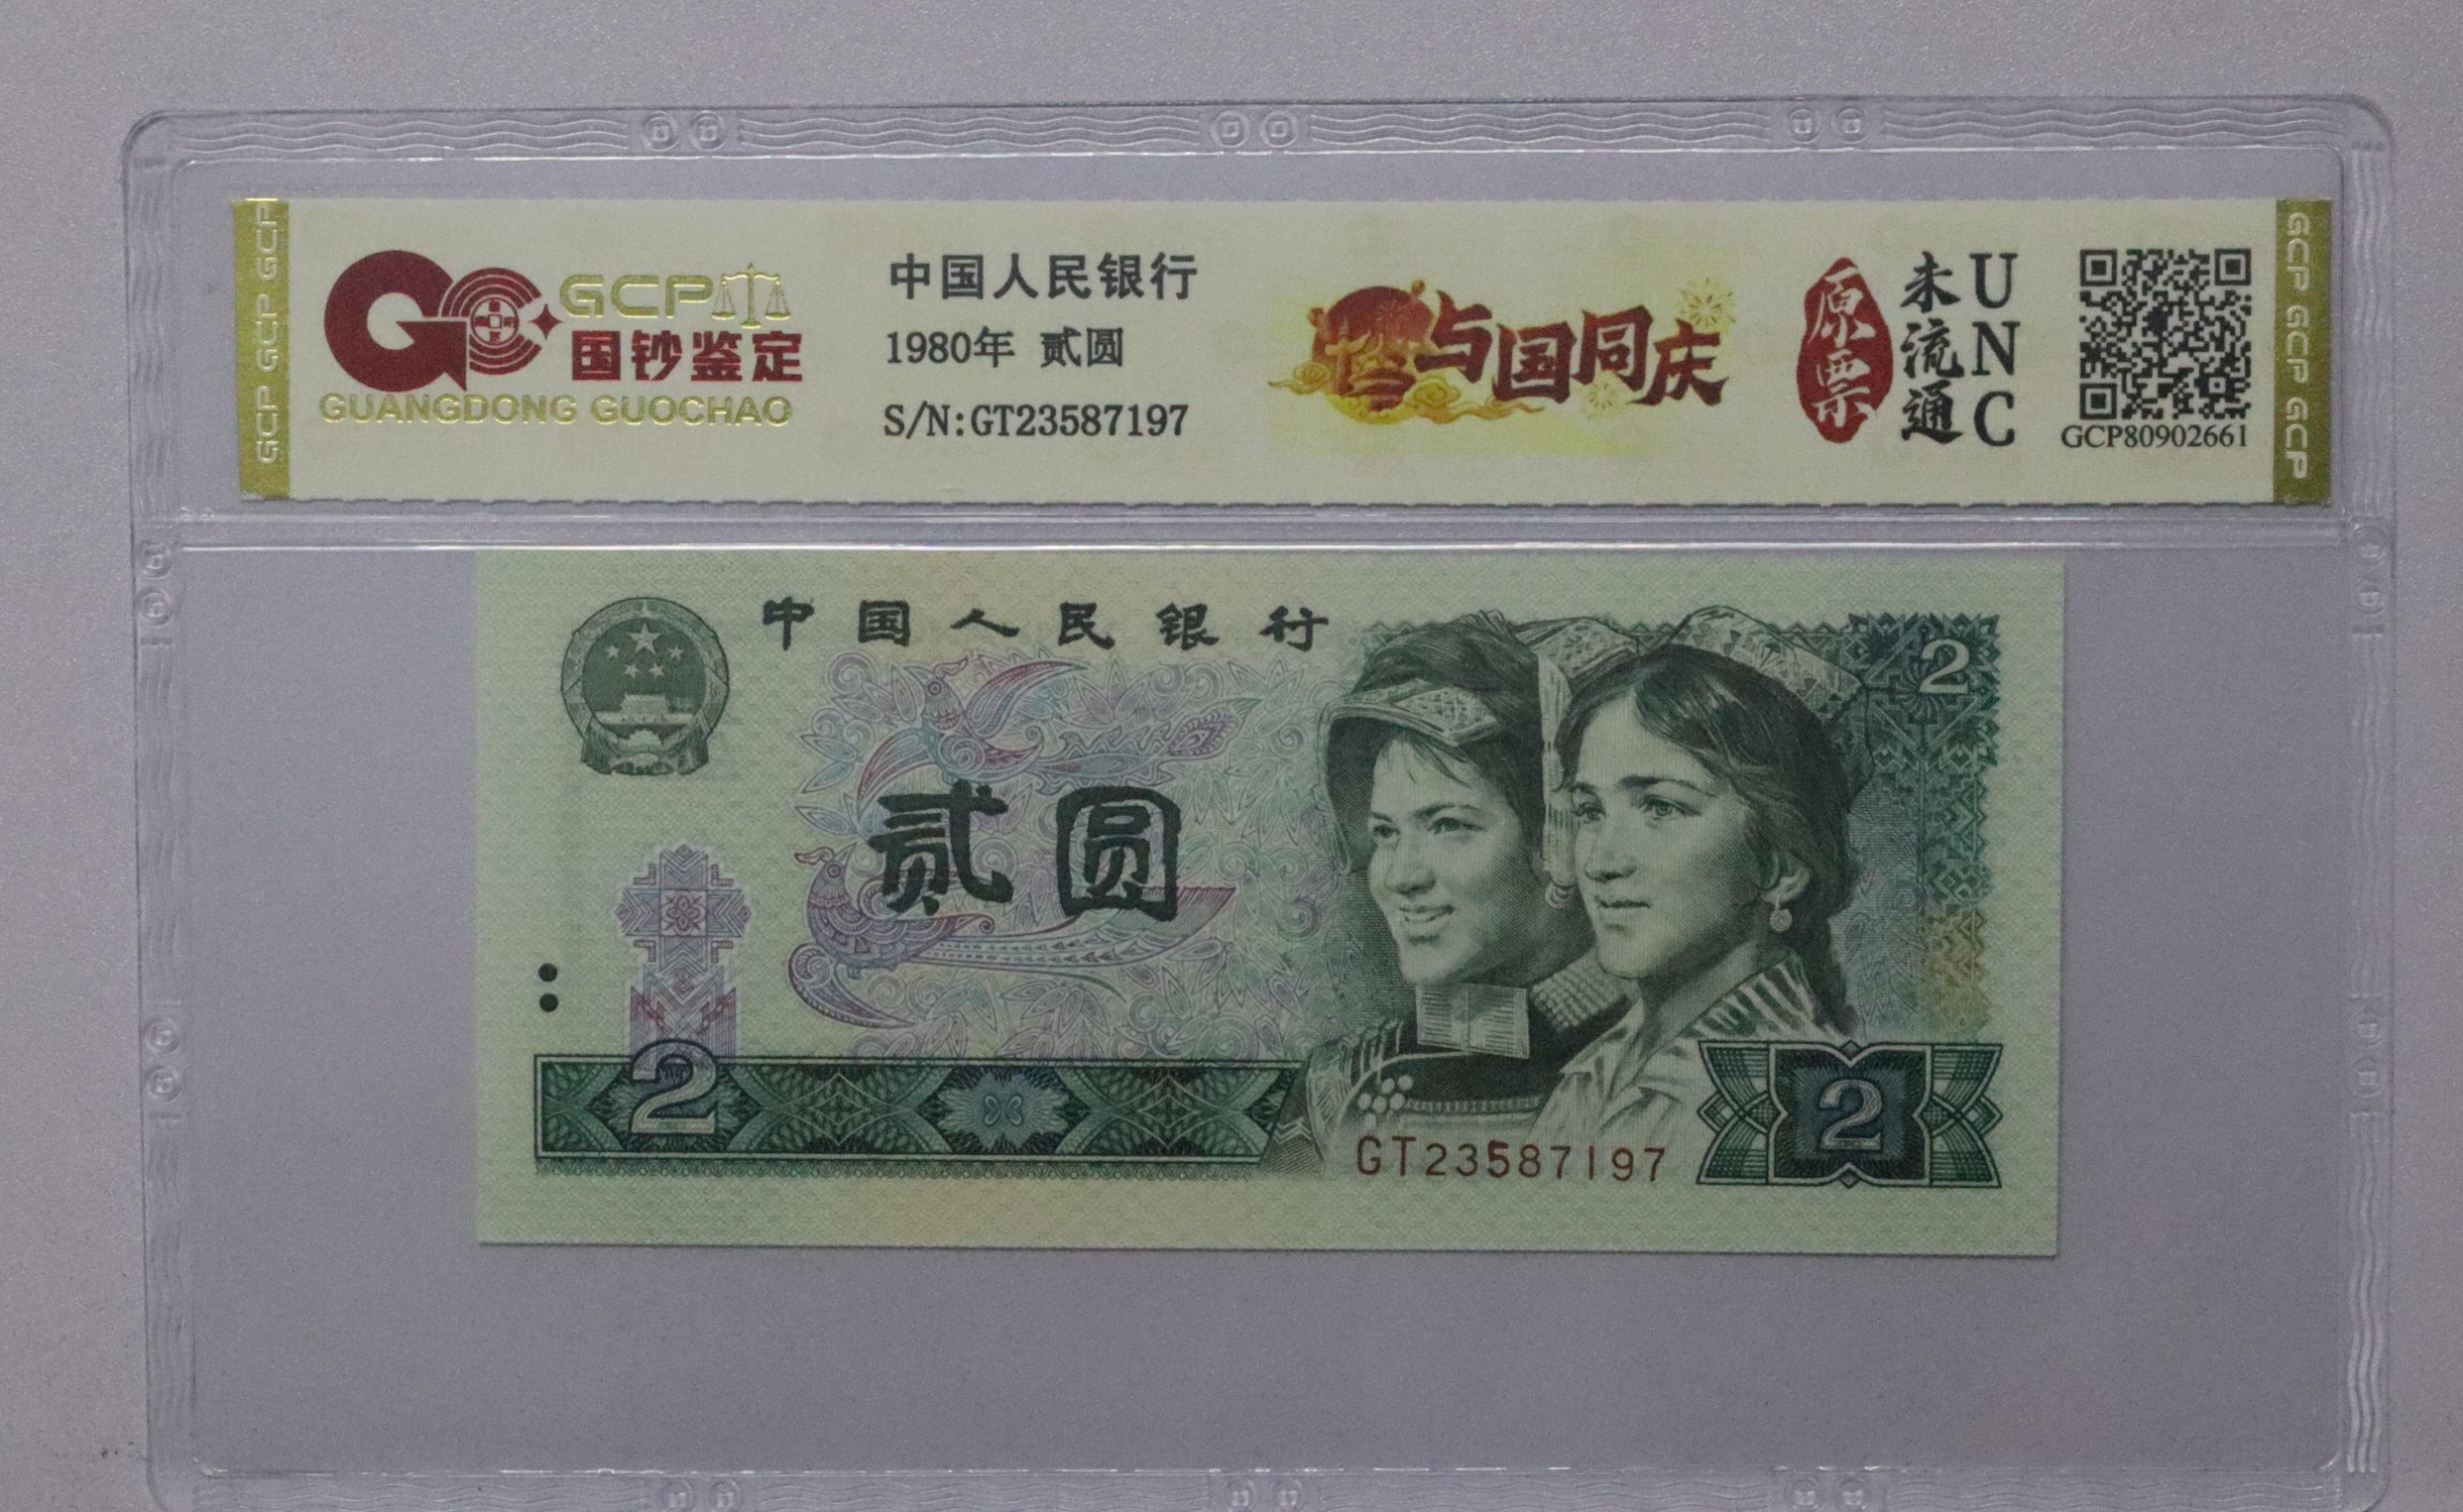 GCP GCP GCP
GCP
国钞鉴定
GUANGDONG GUOCHAO
中国人民银行
1980年 贰圆
S/N:GT23587197
与国同庆
原票
未流通
UNC
GCP80902661
GCP GCP GCP
中国人民银行
2
贰圆
2
2
GT23587197